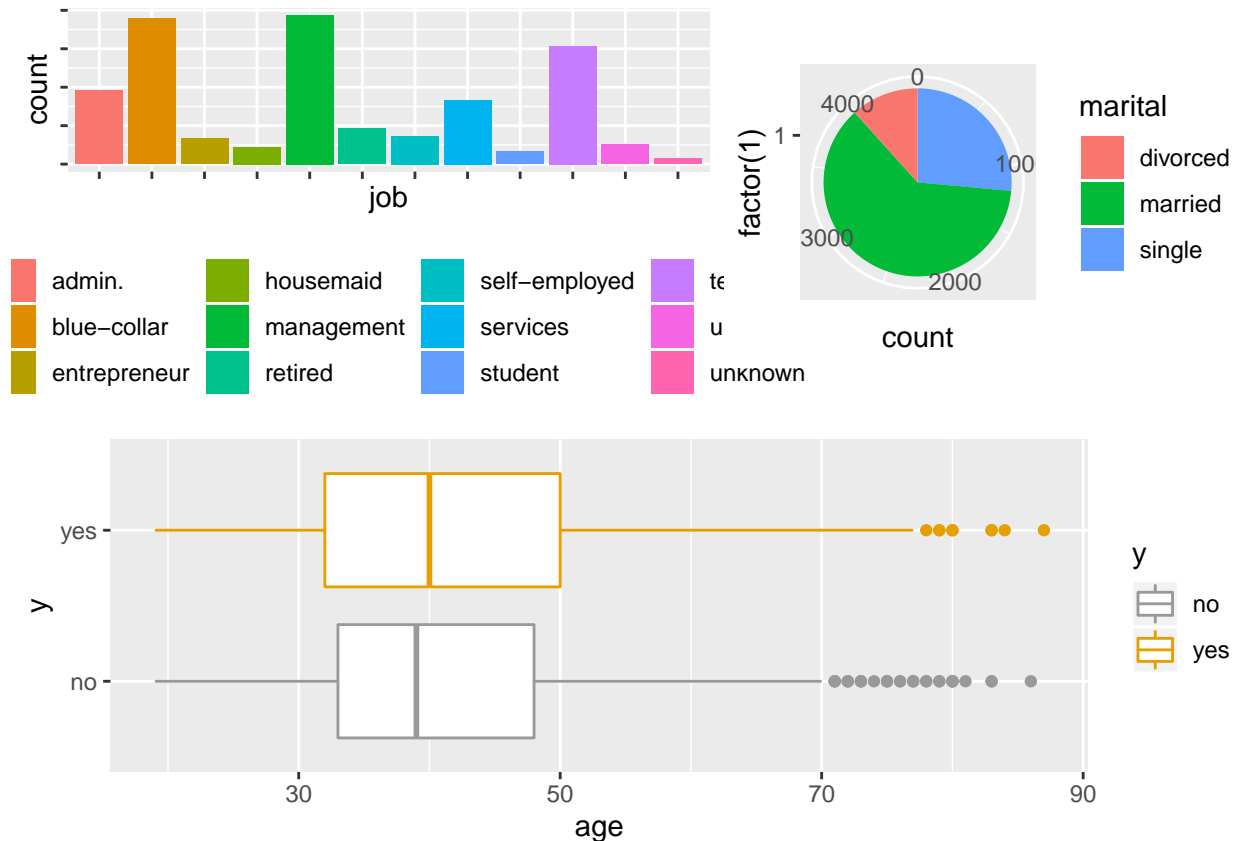 count
job
admin.
housemaid
self−employed
te
blue−collar
management
services
u
entrepreneur
retired
student
unknown
factor(1)
1
0
4000
100
3000
2000
count
marital
divorced
married
single
y
yes
no
30
50
70
90
age
y
no
yes